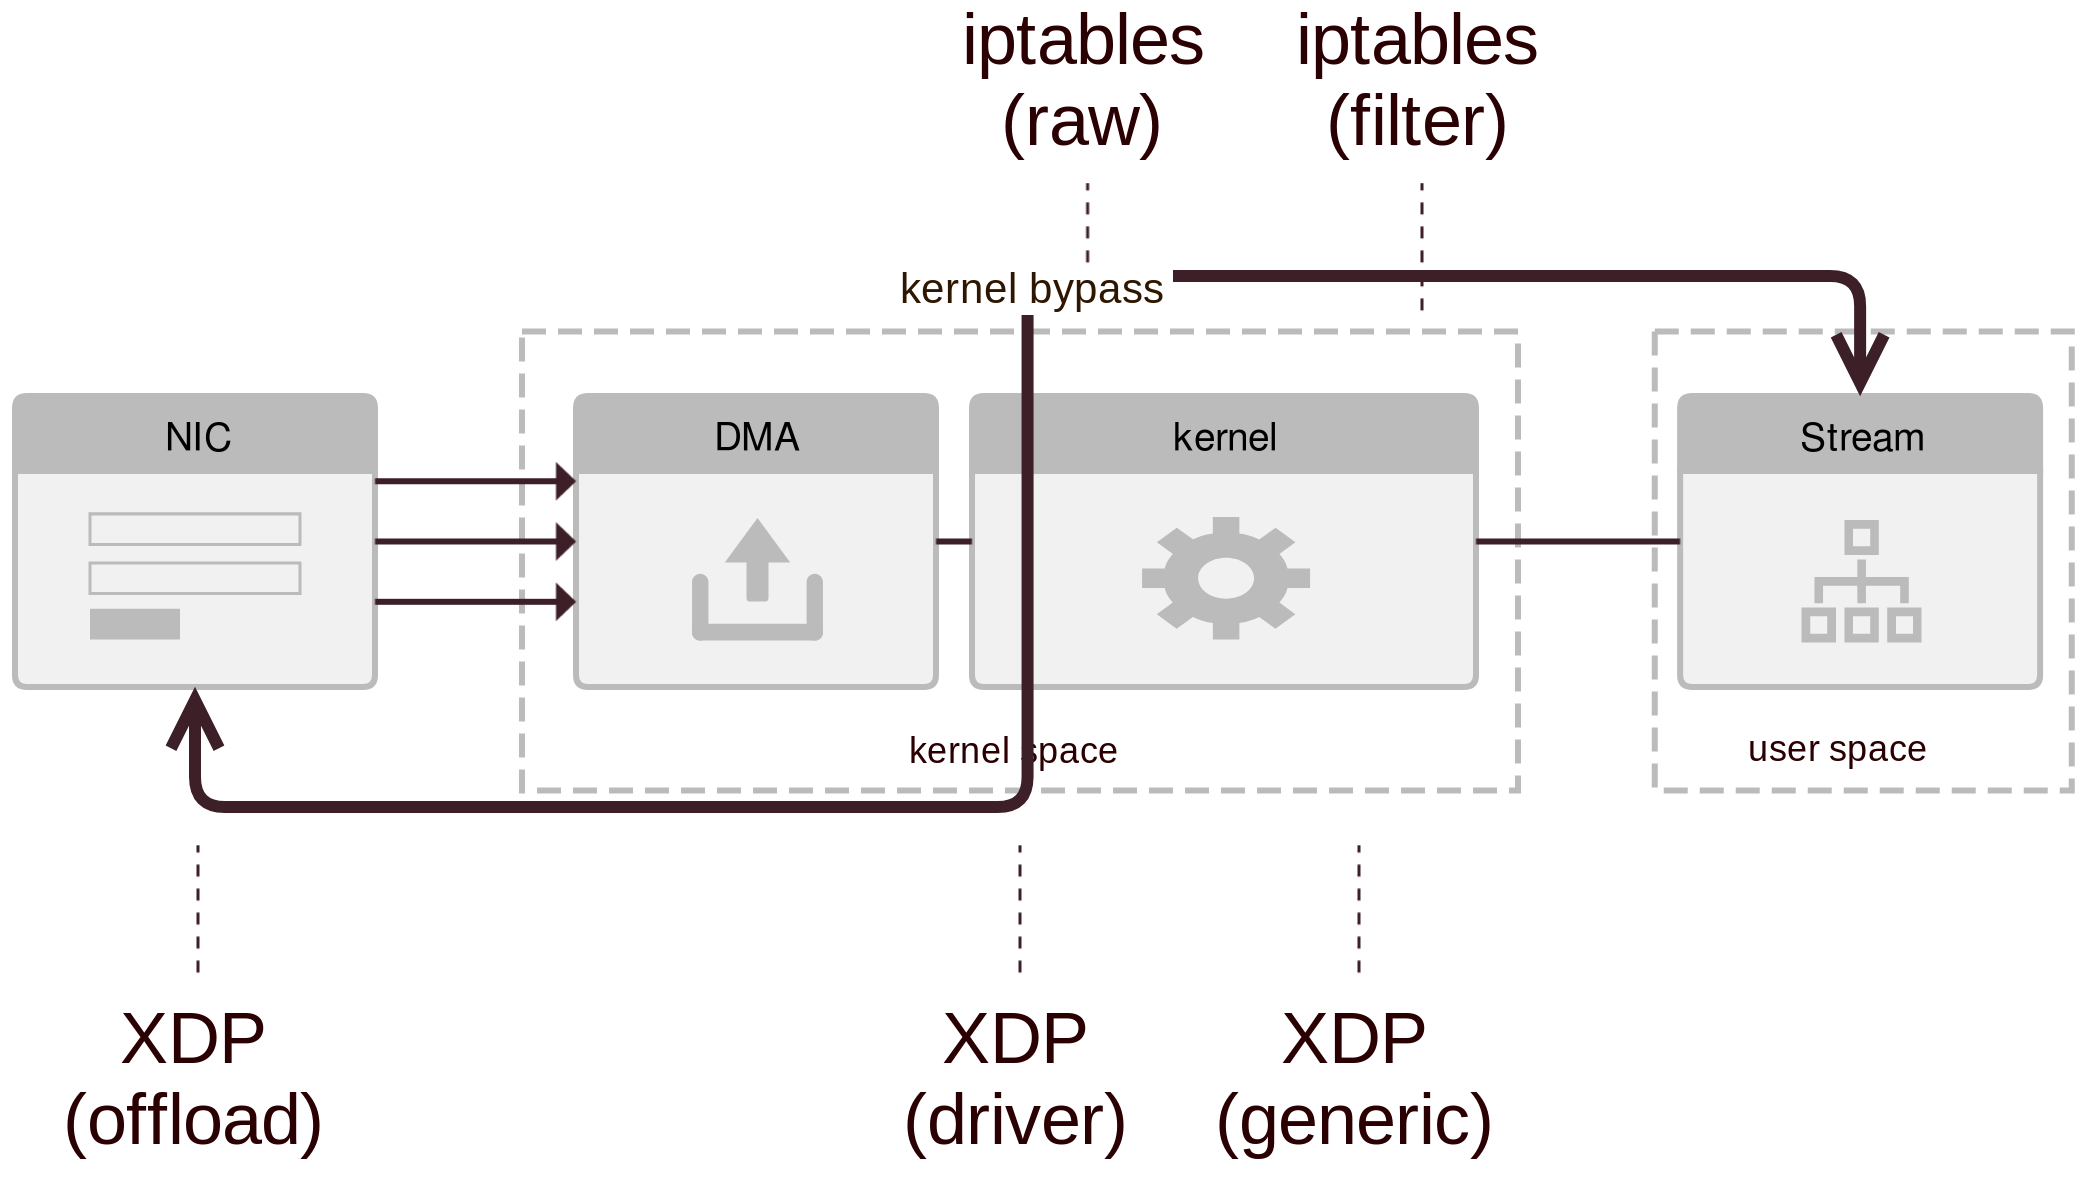 iptables
(raw)
iptables
(filter)
kernel bypass
NIC
DMA
kernel
Stream
kernel space
user space
XDP
(offload)
XDP
(driver)
XDP
(generic)